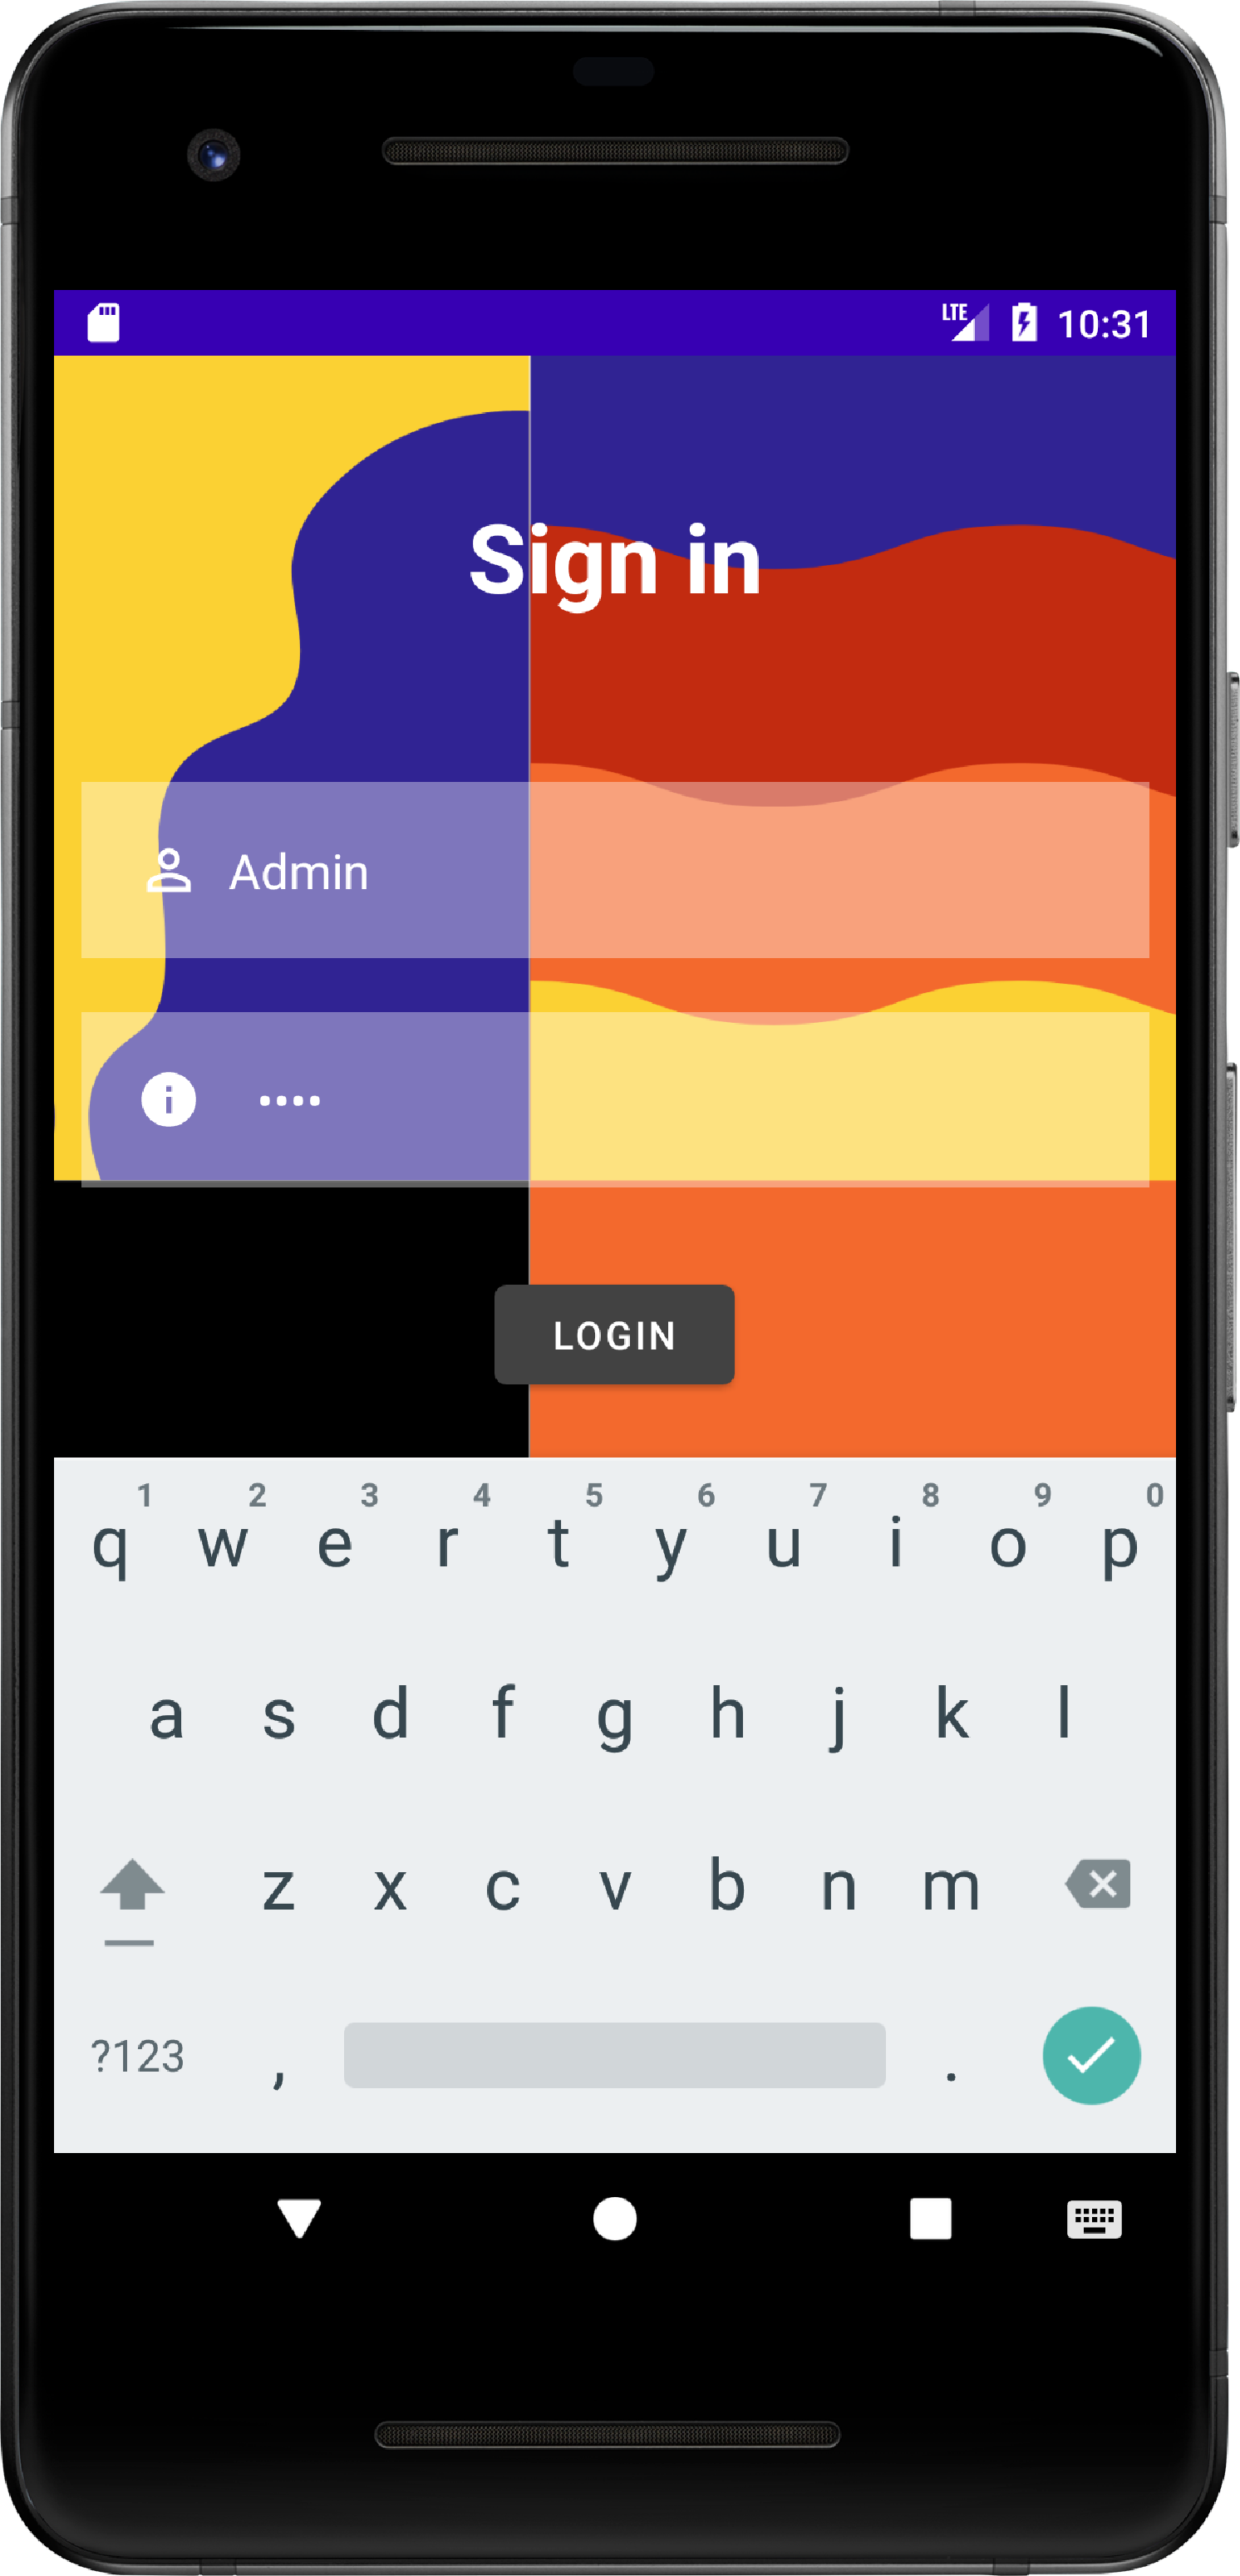 LTE 10:31
Sign in
Admin
••••
LOGIN
1 2 3 4 5 6 7 8 9 0
q w e r t y u i o p
a s d f g h j k l
z x c v b n m
?123 , .